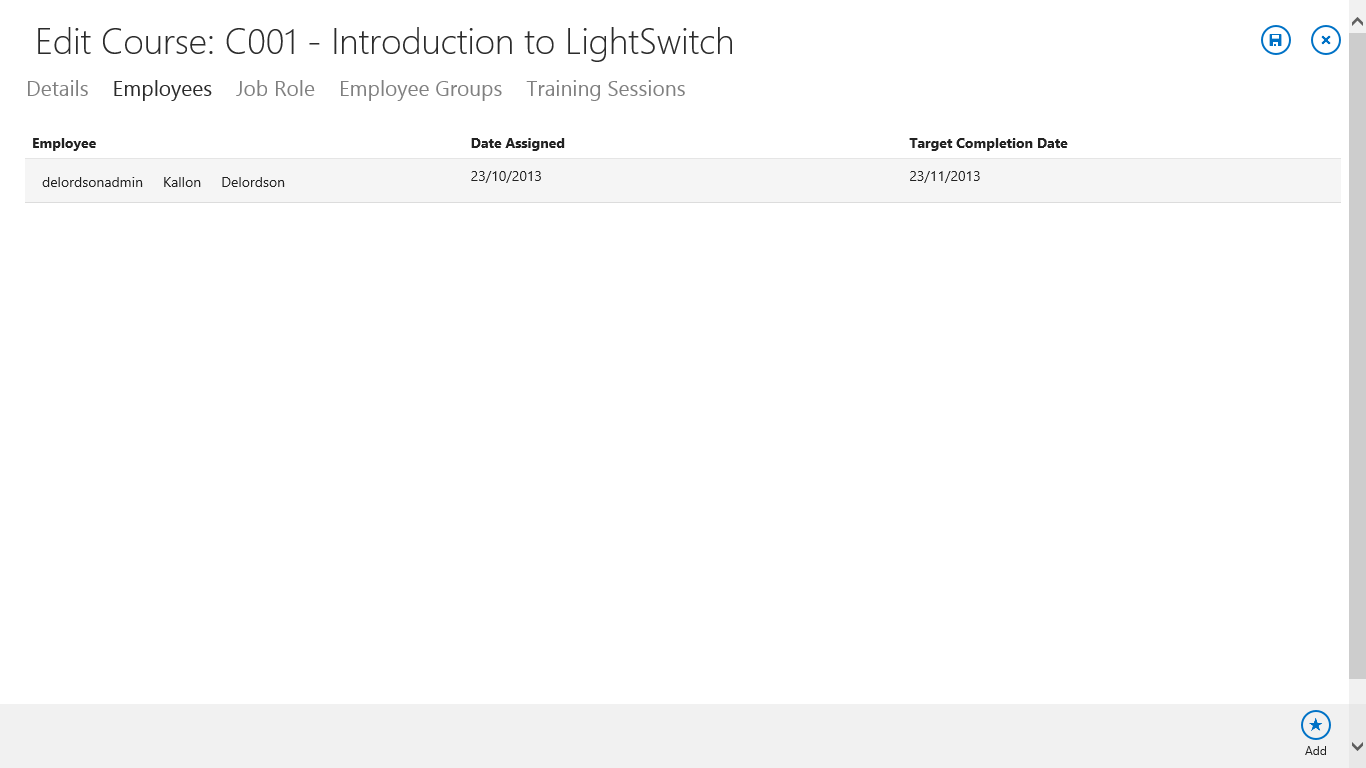 Edit Course: C001 - Introduction to LightSwitch
Details Employees Job Role Employee Groups Training Sessions
Employee Date Assigned Target Completion Date
delordsonadmin Kallon Delordson 23/10/2013 23/11/2013
Add